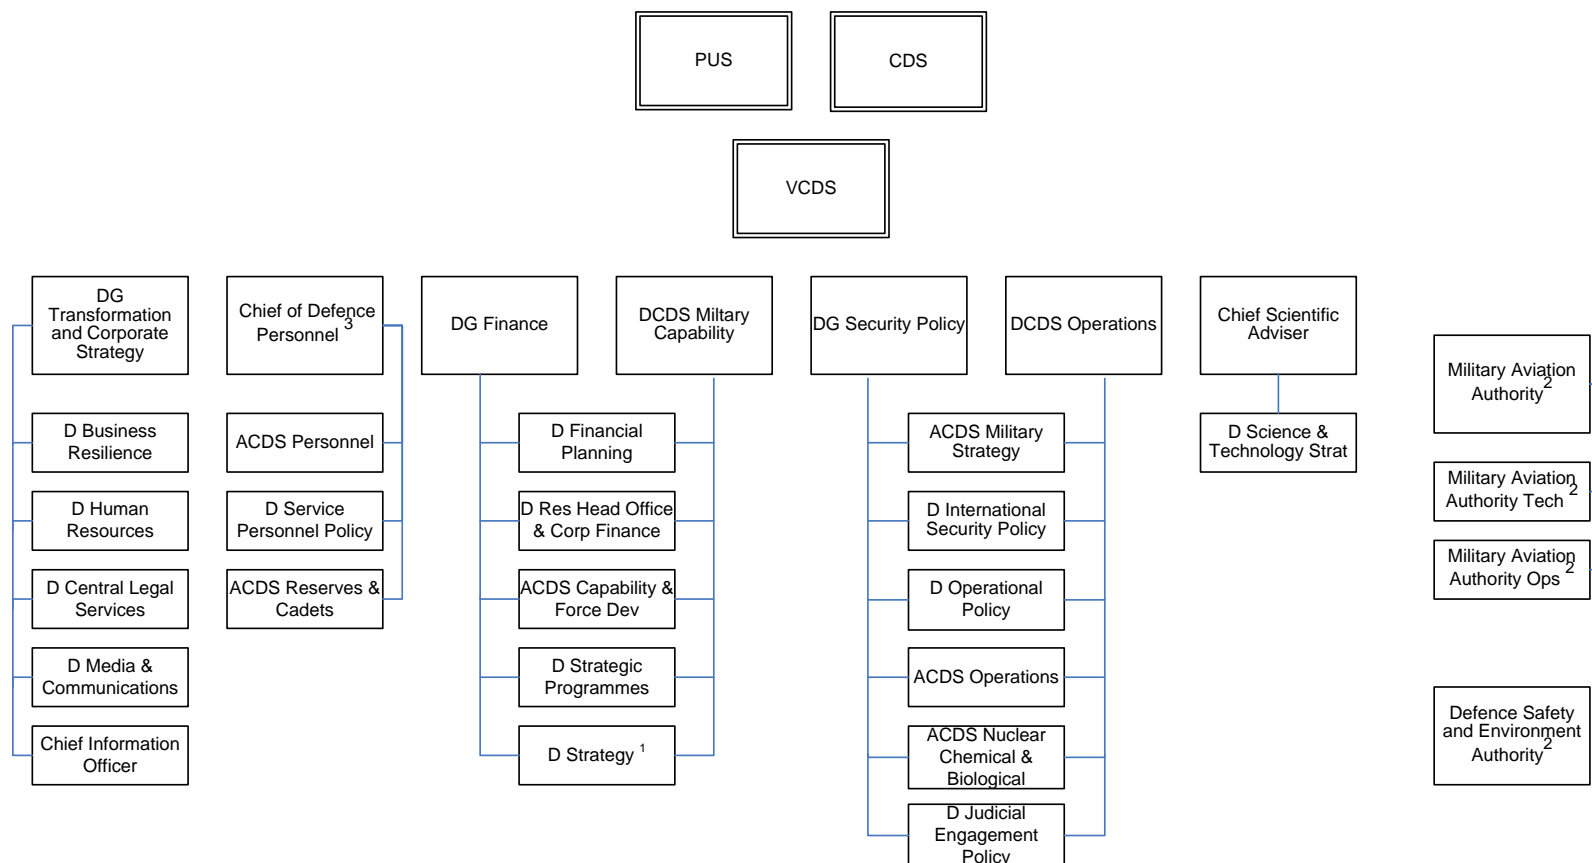 PUS
CDS
VCDS
DG
Transformation
and Corporate
Strategy
Chief of Defence
Personnel 3
DG Finance
DCDS Miltary
Capability
DG Security Policy
DCDS Operations
Chief Scientific
Adviser
Military Aviation
Authority2
D Business
Resilience
ACDS Personnel
D Financial
Planning
ACDS Military
Strategy
D Science &
Technology Strat
D Human
Resources
D Service
Personnel Policy
D Res Head Office
& Corp Finance
D International
Security Policy
Military Aviation
Authority Tech 2
D Central Legal
Services
ACDS Reserves &
Cadets
ACDS Capability &
Force Dev
D Operational
Policy
Military Aviation
Authority Ops 2
D Media &
Communications
D Strategic
Programmes
ACDS Operations
Chief Information
Officer
D Strategy 1
ACDS Nuclear
Chemical &
Biological
Defence Safety
and Environment
Authority2
D Judicial
Engagement
Policy